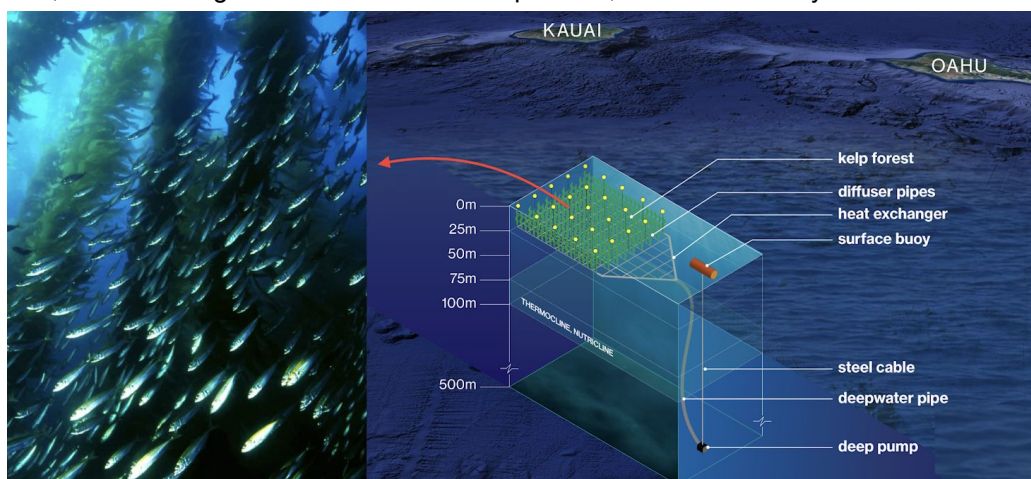 KAUAI
OAHU
kelp forest
diffuser pipes
heat exchanger
surface buoy
0m
25m
50m
75m
100m
THERMOCLINE, NUTRICLINE
500m
steel cable
deepwater pipe
deep pump